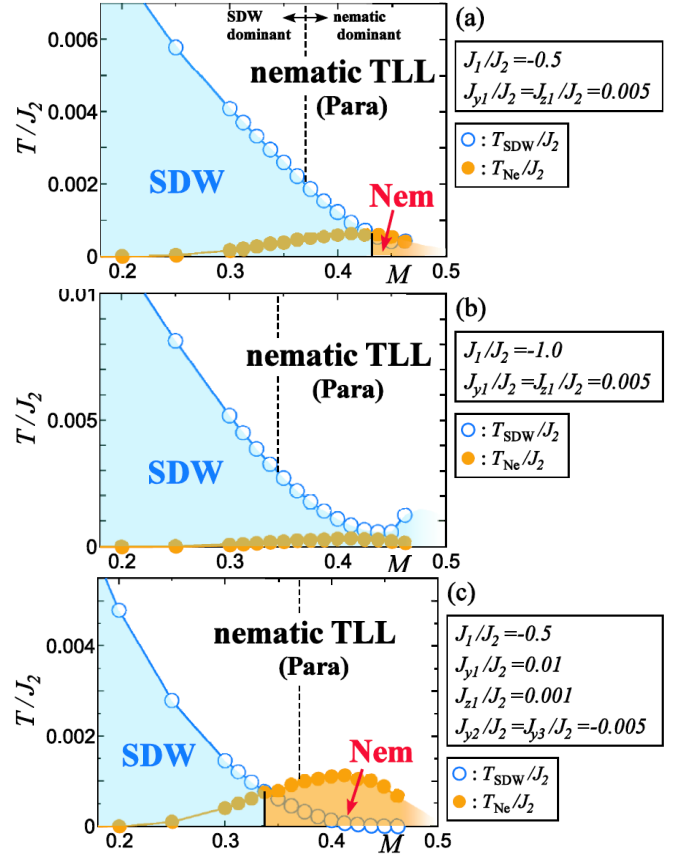 (a)
0.006
0.004
0.002
0
T/J2
SDW dominant
nematic dominant
nematic TLL
(Para)
SDW
Nem
0.2 0.3 0.4 M 0.5
J1/J2=-0.5
Jy1/J2=Jz1/J2=0.005
: TSDW/J2
: TNe/J2
(b)
0.01
0.005
0
T/J2
nematic TLL
(Para)
SDW
0.2 0.3 0.4 M 0.5
J1/J2=-1.0
Jy1/J2=Jz1/J2=0.005
: TSDW/J2
: TNe/J2
(c)
0.004
0.002
0
T/J2
nematic TLL
(Para)
SDW
Nem
0.2 0.3 0.4 M 0.5
J1/J2=-0.5
Jy1/J2=0.01
Jz1/J2=0.001
Jy2/J2=Jy3/J2=-0.005
: TSDW/J2
: TNe/J2